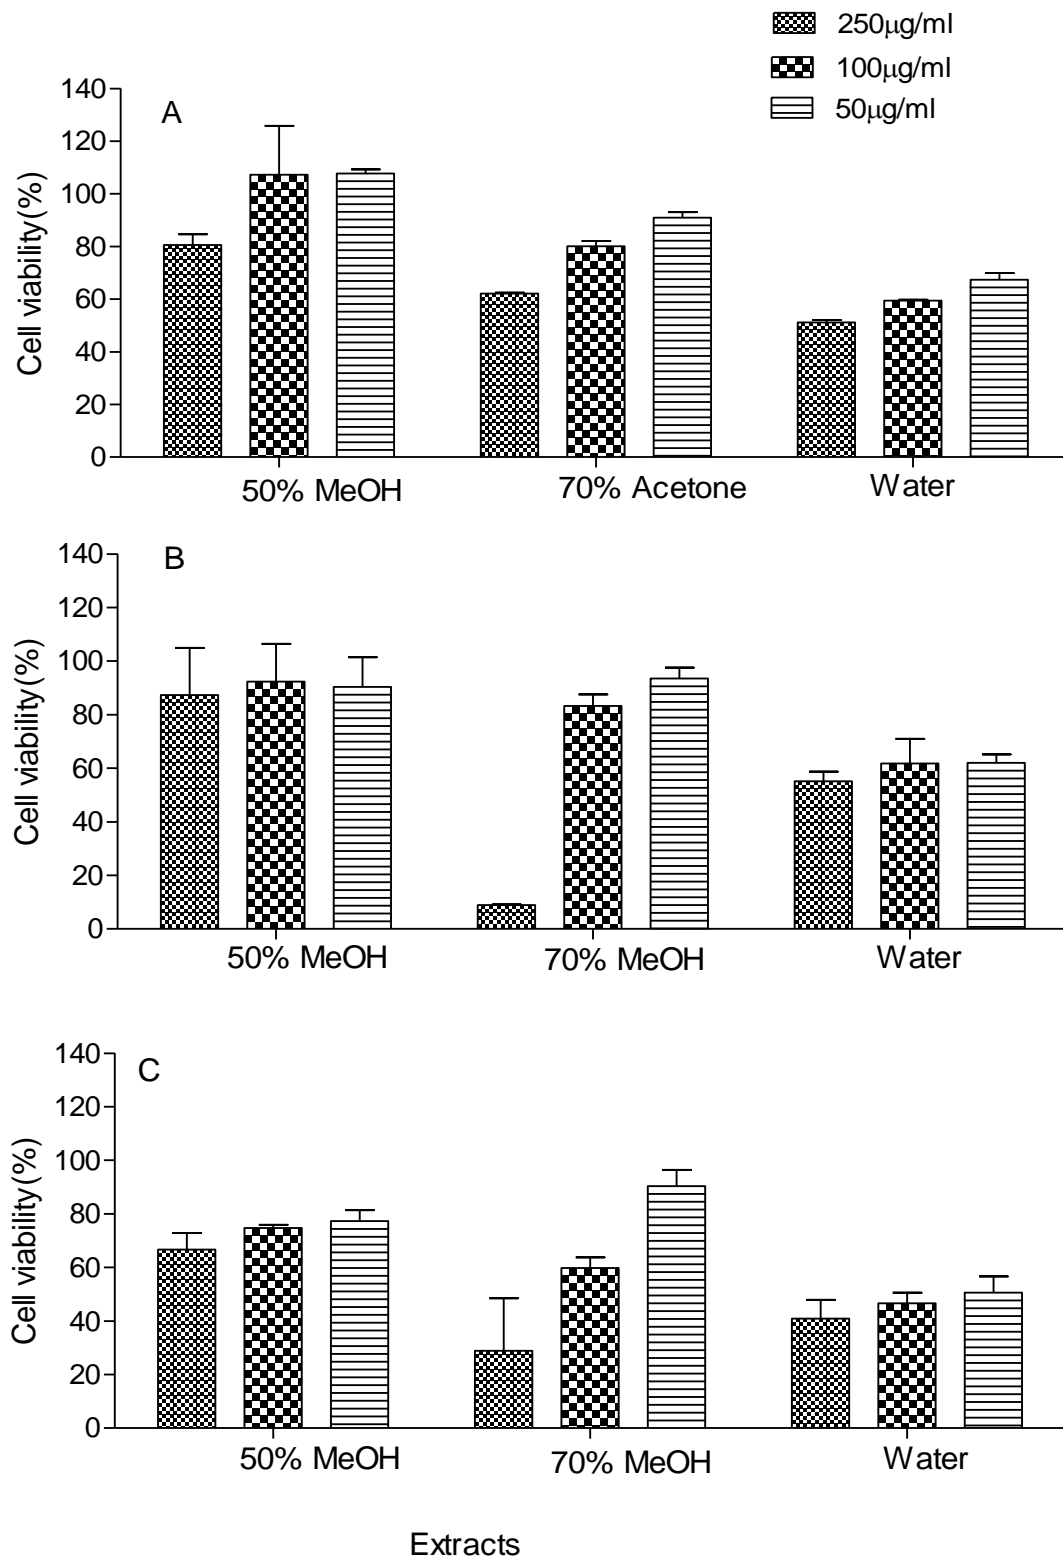 250μg/ml
100μg/ml
50μg/ml
A
140
120
100
80
60
40
20
0
Cell viability(%)
50% MeOH 70% Acetone Water
B
140
120
100
80
60
40
20
0
Cell viability(%)
50% MeOH 70% MeOH Water
C
140
120
100
80
60
40
20
0
Cell viability(%)
50% MeOH 70% MeOH Water
Extracts